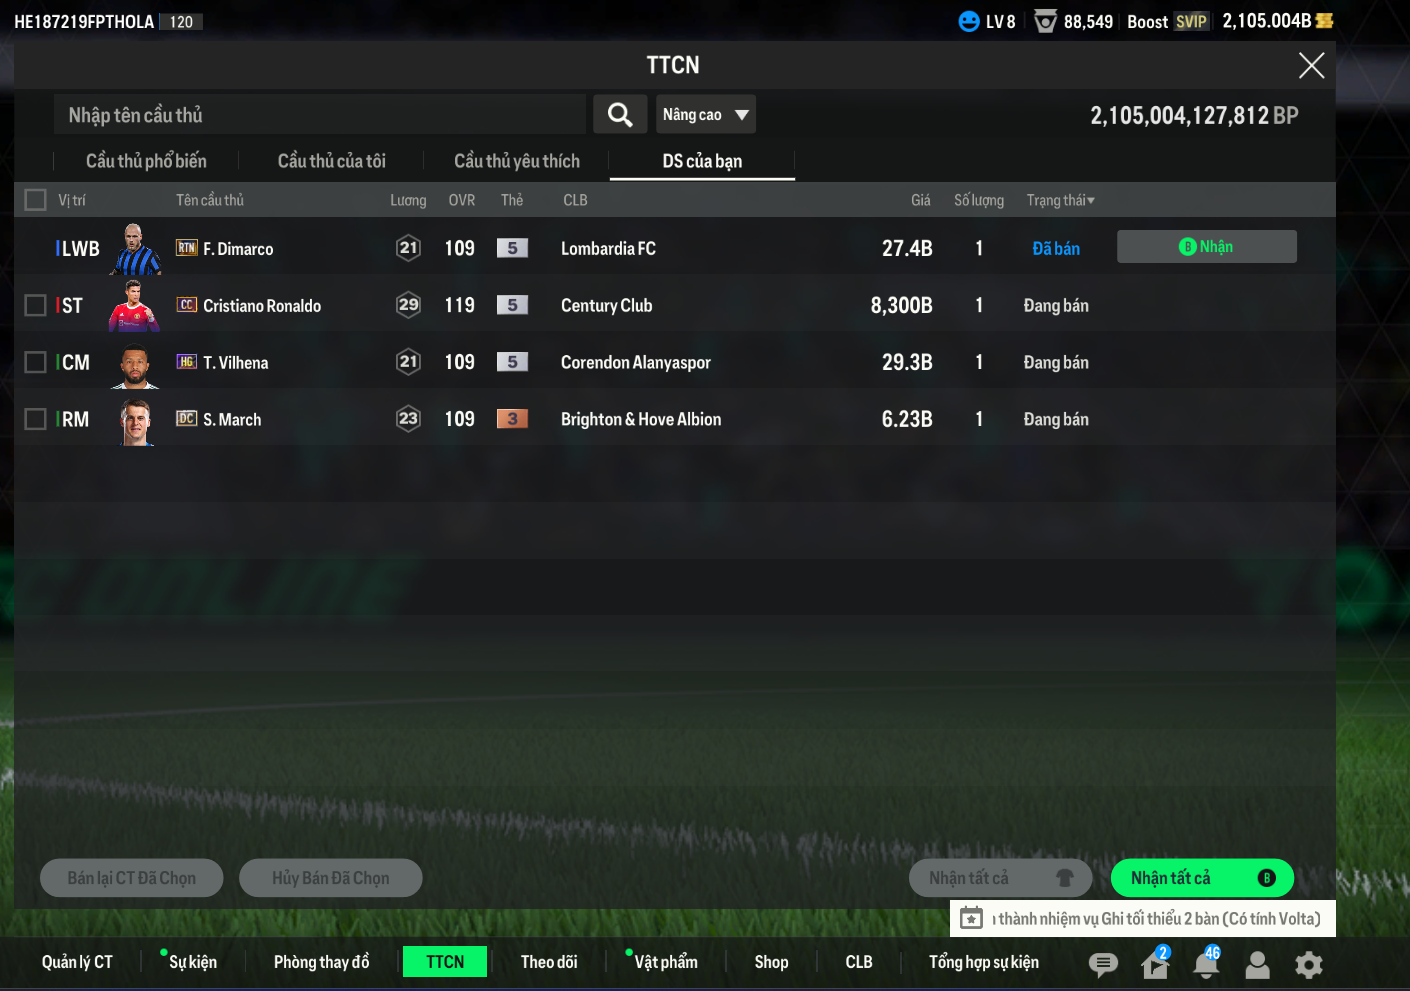 HE187219FPTHOLA 120 LV 8 88,549 Boost SVIP 2,105.004B
TTCN
Nhập tên cầu thủ Nâng cao 2,105,004,127,812 BP
Cầu thủ phổ biến Cầu thủ của tôi Cầu thủ yêu thích DS của bạn
Vị trí Tên cầu thủ Lương OVR Thẻ CLB Giá Số lượng Trạng thái
LWB RTN F. Dimarco 21 109 5 Lombardia FC 27.4B 1 Đã bán B Nhận
ST CC Cristiano Ronaldo 29 119 5 Century Club 8,300B 1 Đang bán
CM HG T. Vilhena 21 109 5 Corendon Alanyaspor 29.3B 1 Đang bán
RM DC S. March 23 109 3 Brighton & Hove Albion 6.23B 1 Đang bán
C ONLINE
Bán lại CT Đã Chọn Hủy Bán Đã Chọn Nhận tất cả Nhận tất cả B
thành nhiệm vụ Ghi tối thiểu 2 bàn (Có tính Volta)
Quản lý CT Sự kiện Phòng thay đồ TTCN Theo dõi Vật phẩm Shop CLB Tổng hợp sự kiện 2 46